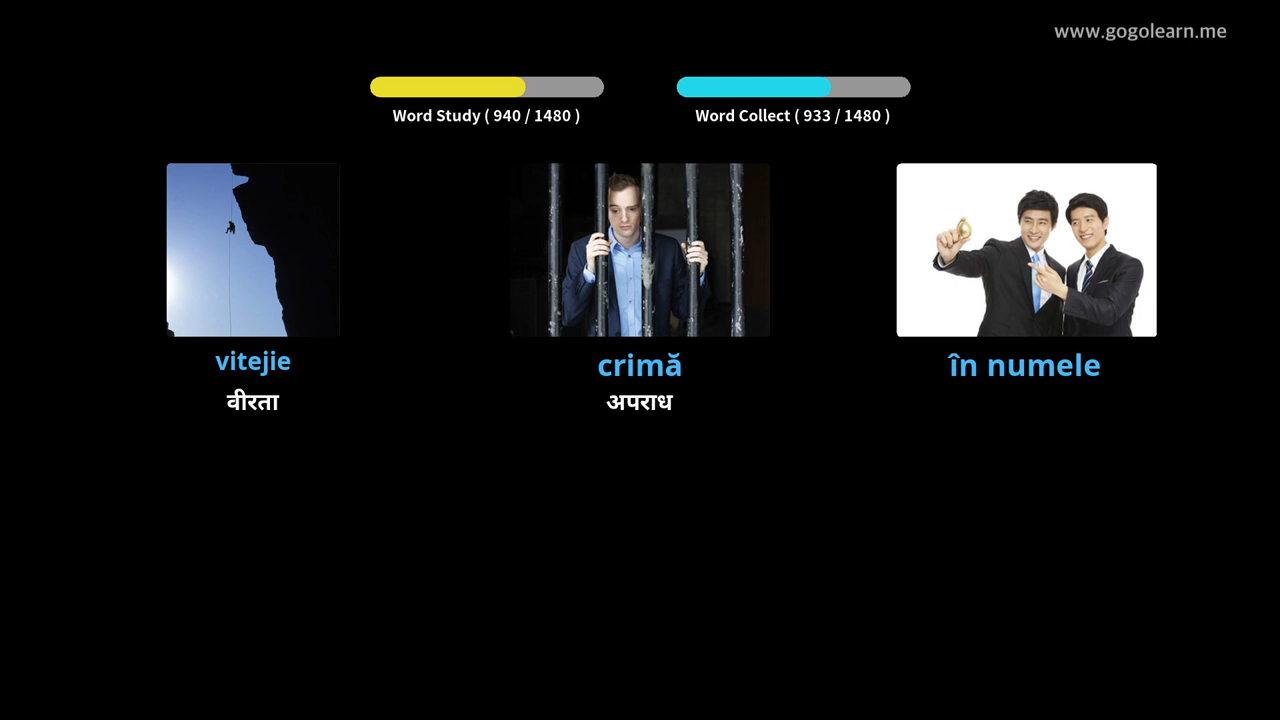 www.gogolearn.me
Word Study ( 940 / 1480 )
Word Collect ( 933 / 1480 )
vitejie
वीरता
crimă
अपराध
în numele